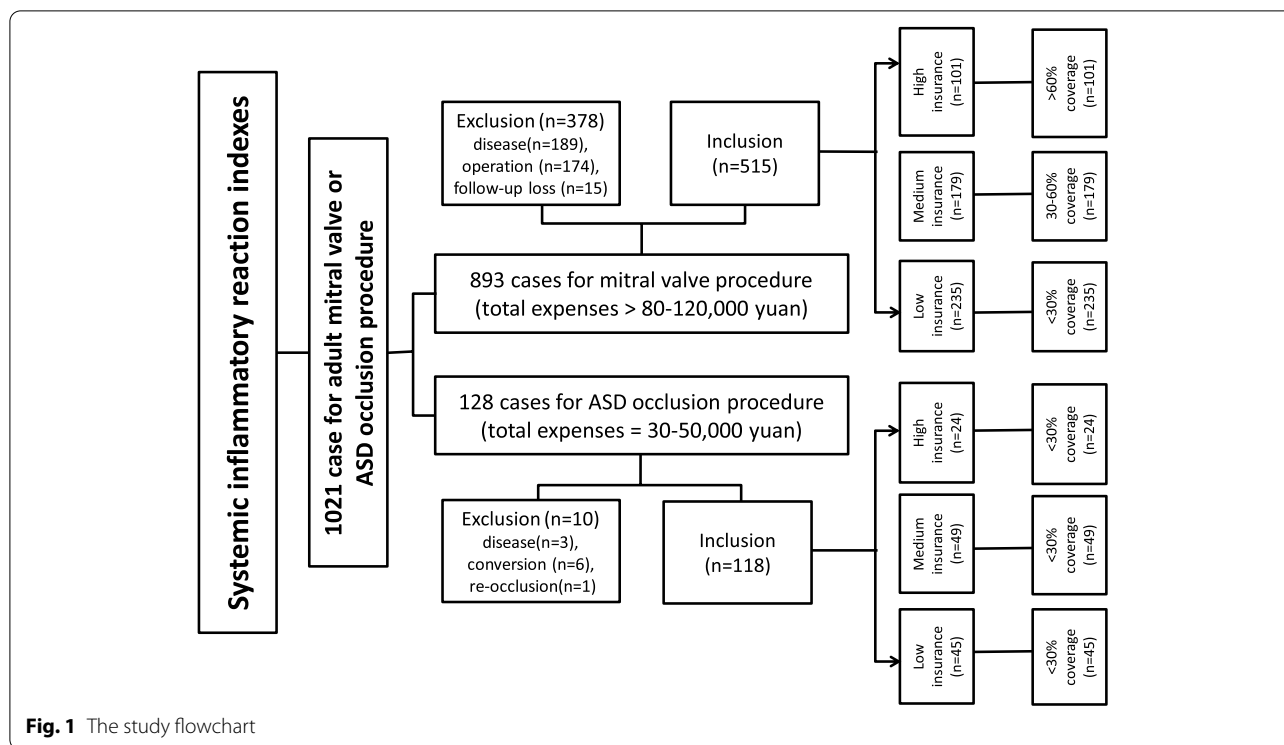 Systemic inflammatory reaction indexes
1021 case for adult mitral valve or
ASD occlusion procedure
Exclusion (n=378)
disease(n=189),
operation (n=174),
follow-up loss (n=15)
Inclusion
(n=515)
893 cases for mitral valve procedure
(total expenses > 80-120,000 yuan)
128 cases for ASD occlusion procedure
(total expenses = 30-50,000 yuan)
Exclusion (n=10)
disease(n=3),
conversion (n=6),
re-occlusion(n=1)
Inclusion
(n=118)
High
insurance
(n=101)
>60%
coverage
(n=101)
Medium
insurance
(n=179)
30-60%
coverage
(n=179)
Low
insurance
(n=235)
<30%
coverage
(n=235)
High
insurance
(n=24)
<30%
coverage
(n=24)
Medium
insurance
(n=49)
<30%
coverage
(n=49)
Low
insurance
(n=45)
<30%
coverage
(n=45)
Fig. 1 The study flowchart